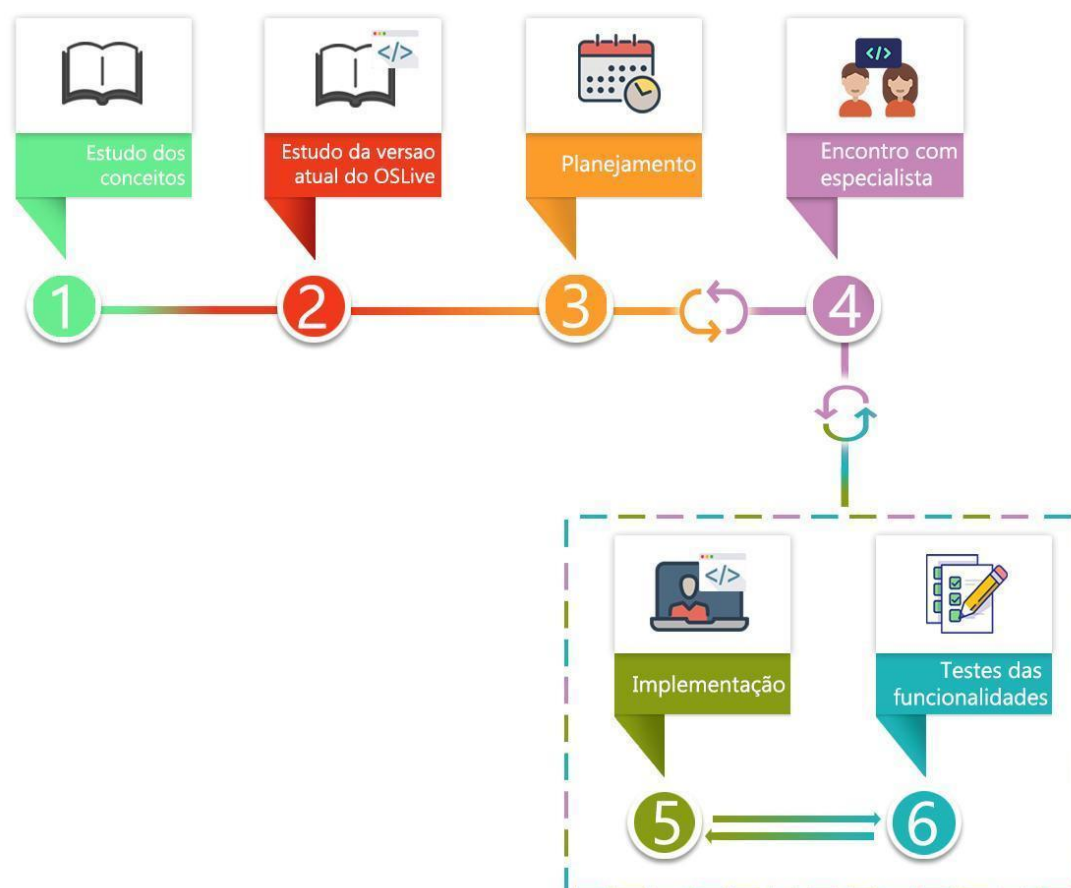 </>
</>
Estudo dos
conceitos
Estudo da versao
atual do OSLive
Planejamento
Encontro com
especialista
1
2
3
4
</>
Implementação
Testes das
funcionalidades
5
6